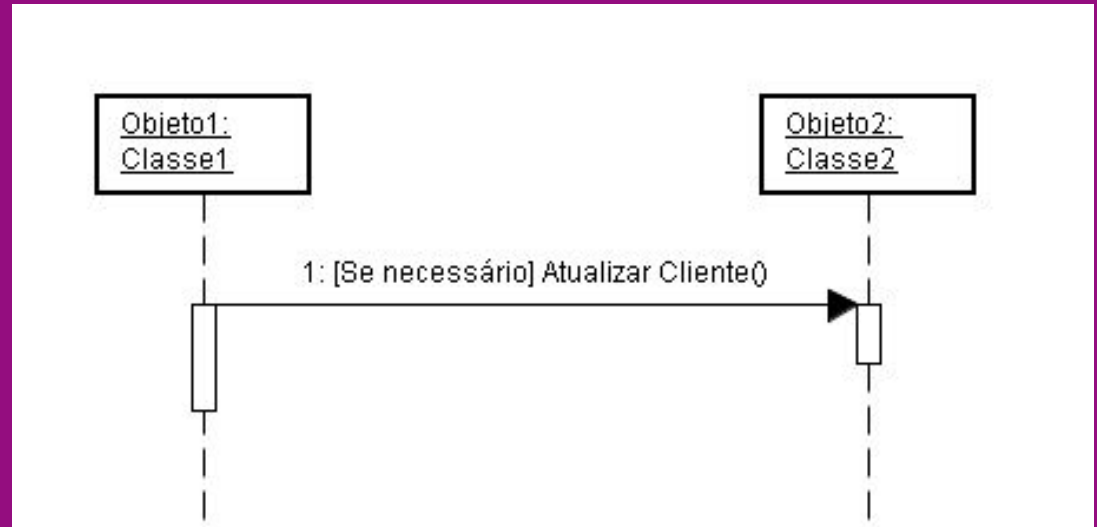 Objeto1:
Classe1
Objeto2:
Classe2
1: [Se necessário] Atualizar Cliente()